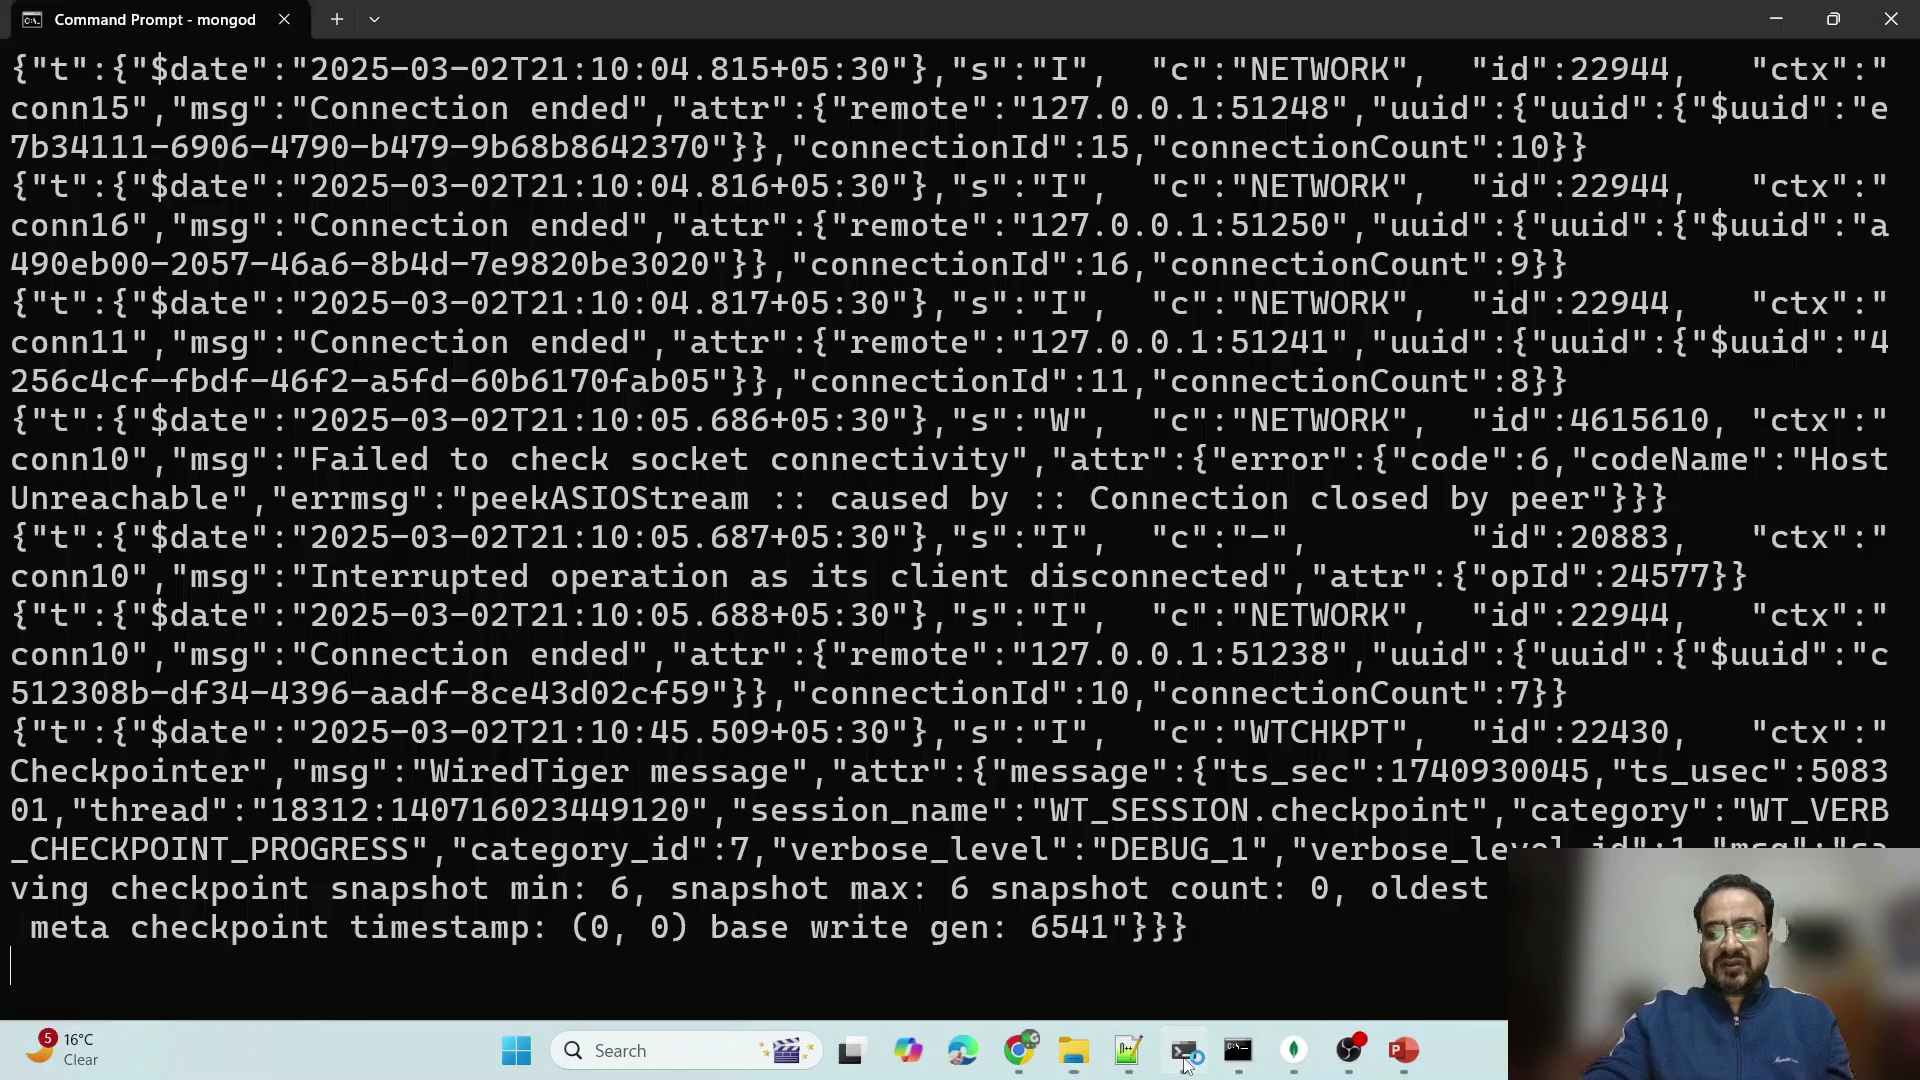 Command Prompt - mongod
{"t":{"$date":"2025-03-02T21:10:04.815+05:30"},"s":"I",  "c":"NETWORK",  "id":22944,   "ctx":"
conn15","msg":"Connection ended","attr":{"remote":"127.0.0.1:51248","uuid":{"uuid":{"$uuid":"e
7b34111-6906-4790-b479-9b68b8642370"}},"connectionId":15,"connectionCount":10}}
{"t":{"$date":"2025-03-02T21:10:04.816+05:30"},"s":"I",  "c":"NETWORK",  "id":22944,   "ctx":"
conn16","msg":"Connection ended","attr":{"remote":"127.0.0.1:51250","uuid":{"uuid":{"$uuid":"a
490eb00-2057-46a6-8b4d-7e9820be3020"}},"connectionId":16,"connectionCount":9}}
{"t":{"$date":"2025-03-02T21:10:04.817+05:30"},"s":"I",  "c":"NETWORK",  "id":22944,   "ctx":"
conn11","msg":"Connection ended","attr":{"remote":"127.0.0.1:51241","uuid":{"uuid":{"$uuid":"4
256c4cf-fbdf-46f2-a5fd-60b6170fab05"}},"connectionId":11,"connectionCount":8}}
{"t":{"$date":"2025-03-02T21:10:05.686+05:30"},"s":"W",  "c":"NETWORK",  "id":4615610, "ctx":"
conn10","msg":"Failed to check socket connectivity","attr":{"error":{"code":6,"codeName":"Host
Unreachable","errmsg":"peekASIOStream :: caused by :: Connection closed by peer"}}}
{"t":{"$date":"2025-03-02T21:10:05.687+05:30"},"s":"I",  "c":"-",        "id":20883,   "ctx":"
conn10","msg":"Interrupted operation as its client disconnected","attr":{"opId":24577}}
{"t":{"$date":"2025-03-02T21:10:05.688+05:30"},"s":"I",  "c":"NETWORK",  "id":22944,   "ctx":"
conn10","msg":"Connection ended","attr":{"remote":"127.0.0.1:51238","uuid":{"uuid":{"$uuid":"c
512308b-df34-4396-aadf-8ce43d02cf59"}},"connectionId":10,"connectionCount":7}}
{"t":{"$date":"2025-03-02T21:10:45.509+05:30"},"s":"I",  "c":"WTCHKPT",  "id":22430,   "ctx":"
Checkpointer","msg":"WiredTiger message","attr":{"message":{"ts_sec":1740930045,"ts_usec":5083
01,"thread":"18312:140716023449120","session_name":"WT_SESSION.checkpoint","category":"WT_VERB
_CHECKPOINT_PROGRESS","category_id":7,"verbose_level":"DEBUG_1","verbose_level_id":1,"msg":"sa
ving checkpoint snapshot min: 6, snapshot max: 6 snapshot count: 0, oldest
meta checkpoint timestamp: (0, 0) base write gen: 6541"}}}
5
16°C
Clear
Search